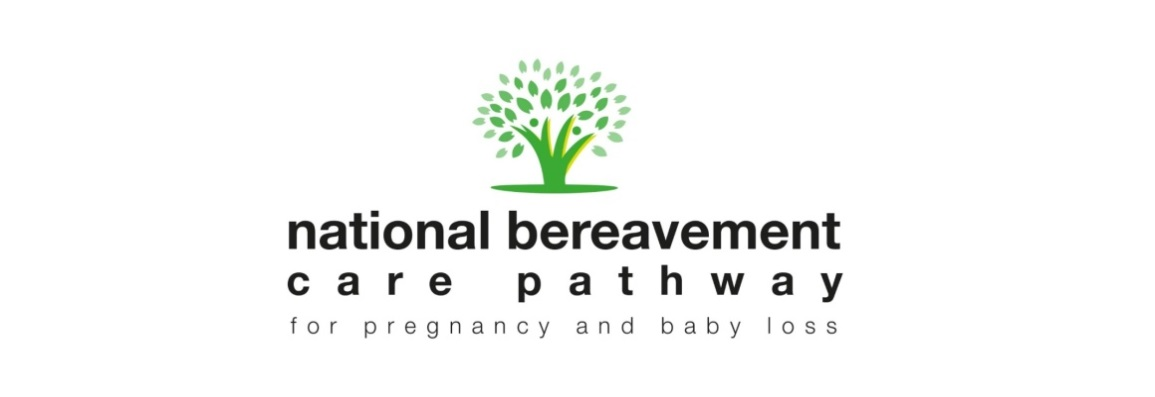 national bereavement
care pathway
for pregnancy and baby loss